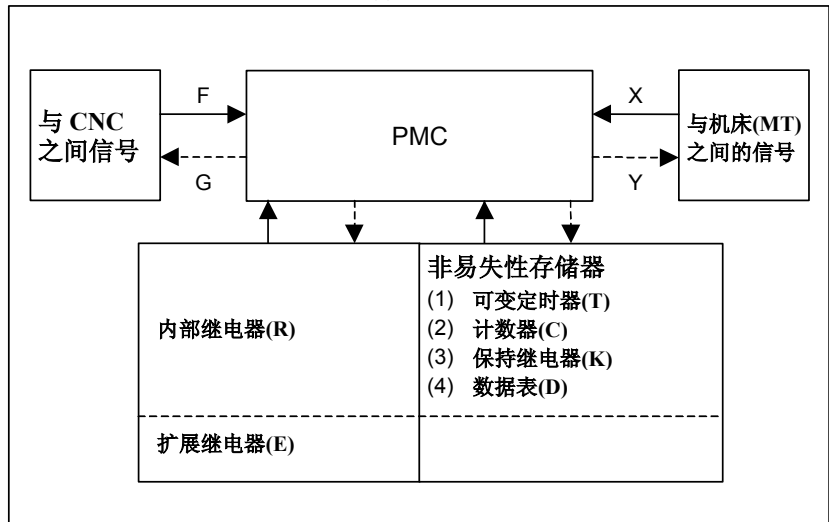 与 CNC
之间信号
F
G
PMC
X
Y
与机床(MT)
之间的信号
内部继电器(R)
扩展继电器(E)
非易失性存储器
(1) 可变定时器(T)
(2) 计数器(C)
(3) 保持继电器(K)
(4) 数据表(D)